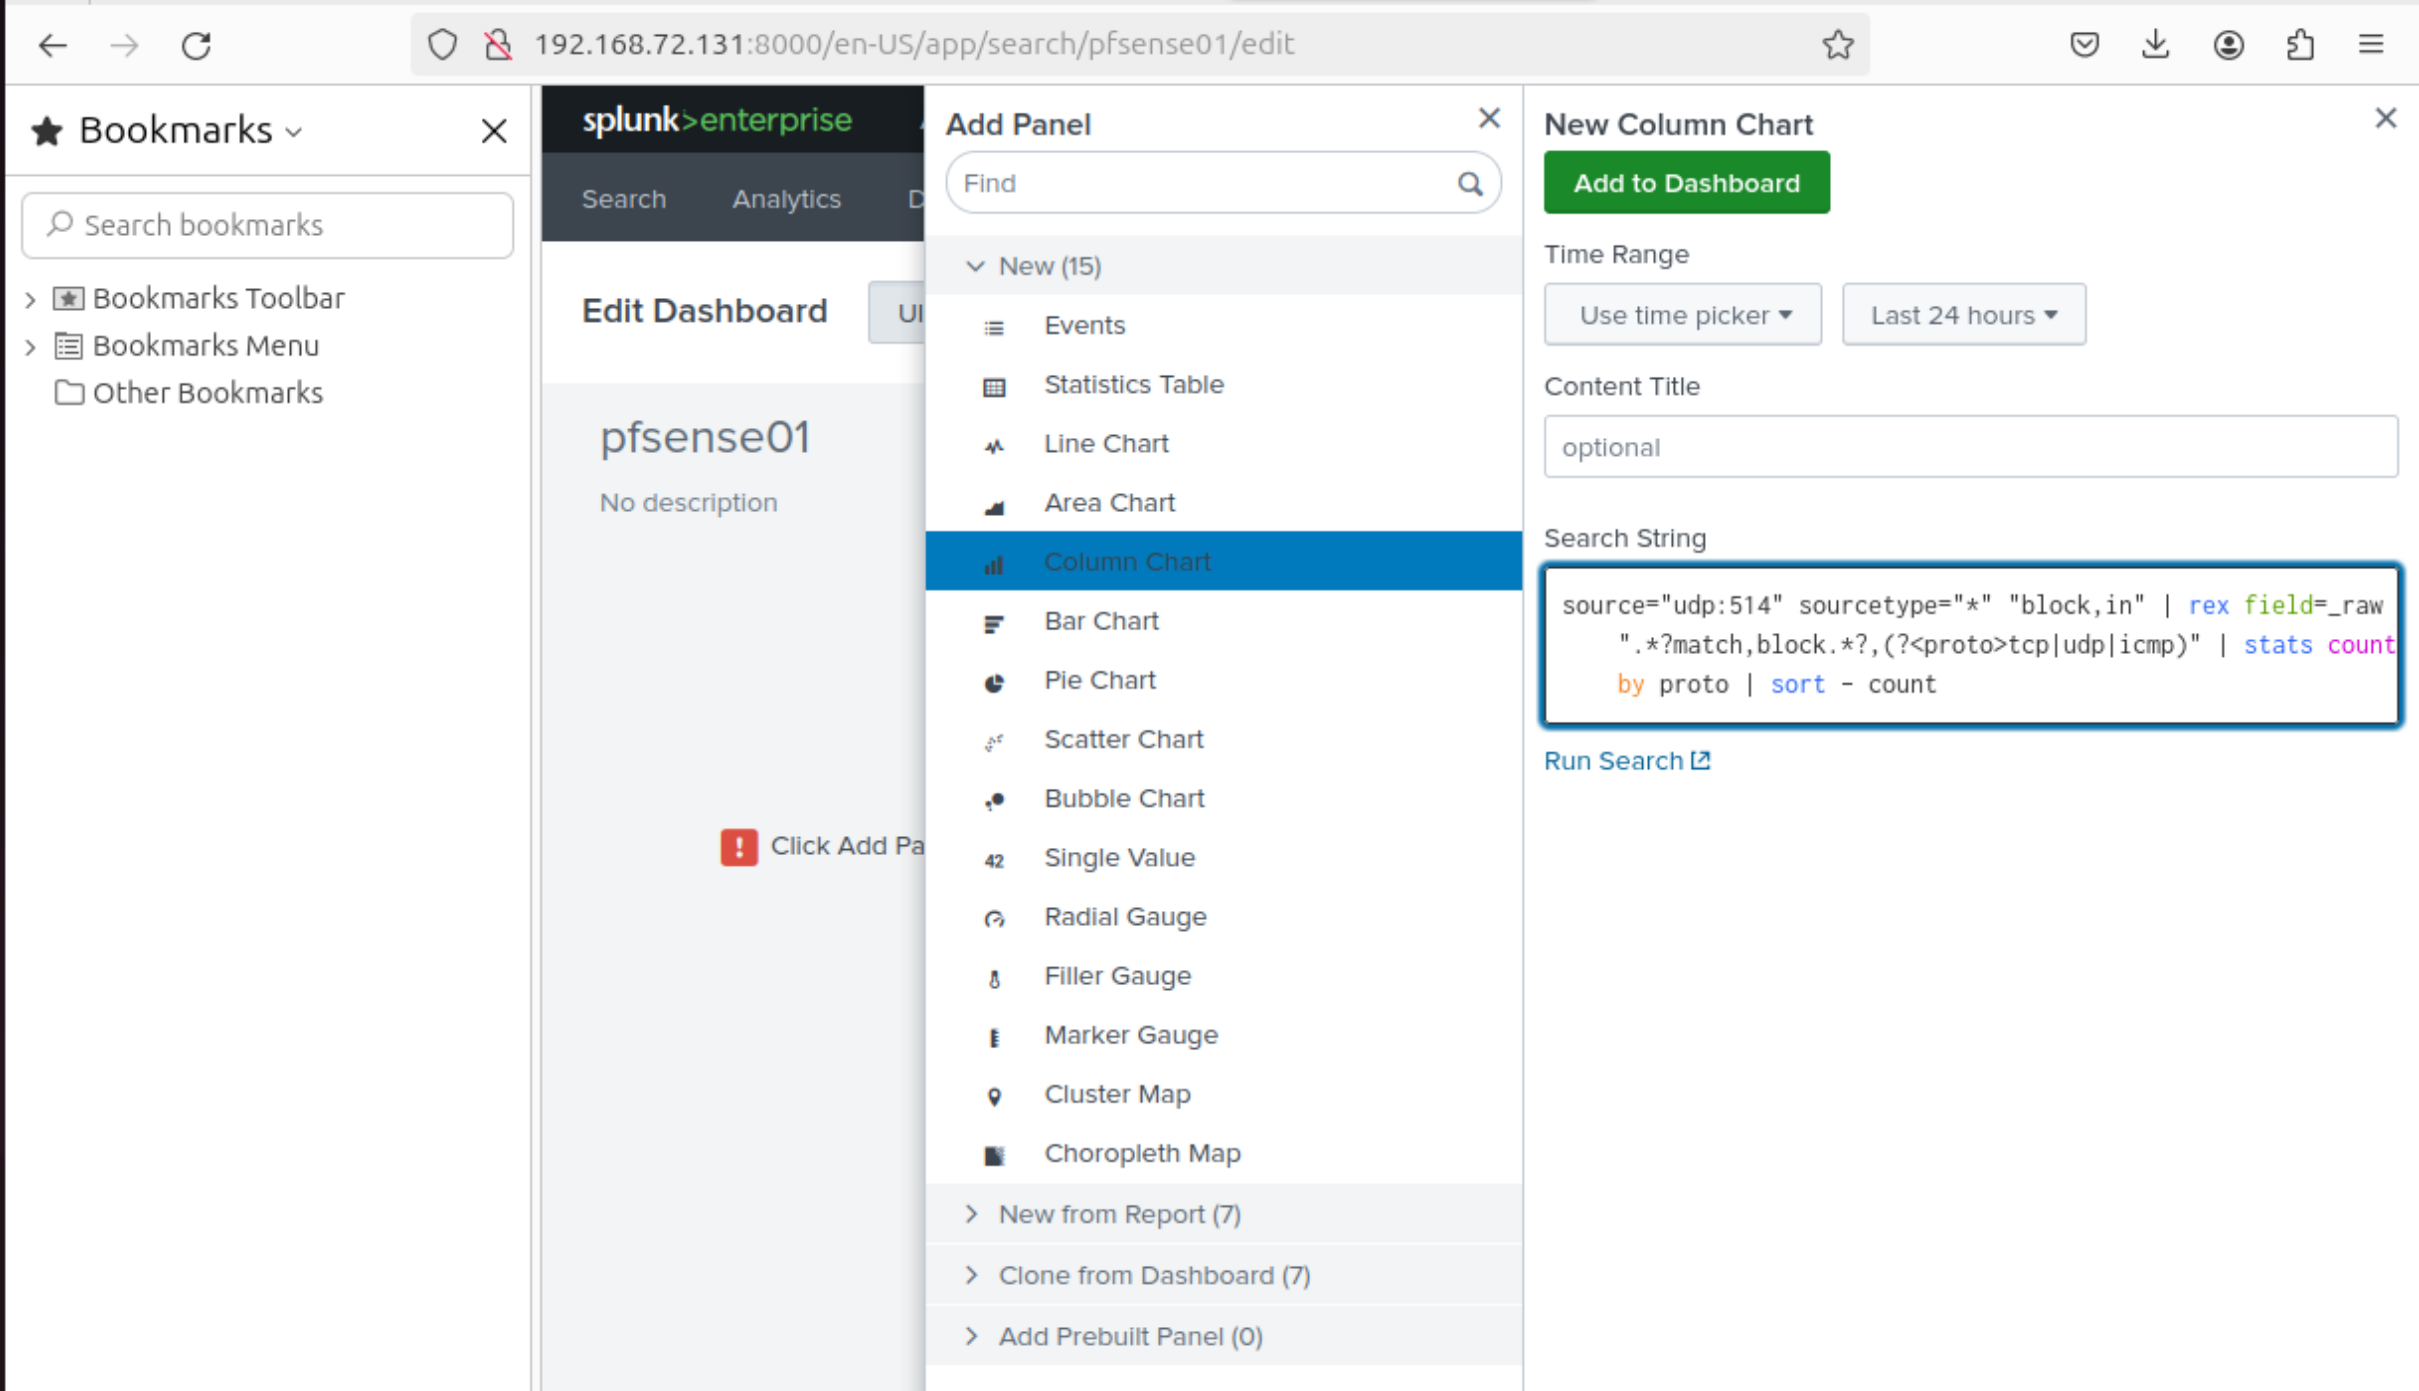 192.168.72.131:8000/en-US/app/search/pfsense01/edit
Bookmarks
Search bookmarks
Bookmarks Toolbar
Bookmarks Menu
Other Bookmarks
splunk>enterprise
Search Analytics D
Edit Dashboard UI
pfsense01
No description
! Click Add Pa
Add Panel
Find
New (15)
Events
Statistics Table
Line Chart
Area Chart
Column Chart
Bar Chart
Pie Chart
Scatter Chart
Bubble Chart
42 Single Value
Radial Gauge
Filler Gauge
Marker Gauge
Cluster Map
Choropleth Map
New from Report (7)
Clone from Dashboard (7)
Add Prebuilt Panel (0)
New Column Chart
Add to Dashboard
Time Range
Use time picker Last 24 hours
Content Title
optional
Search String
source="udp:514" sourcetype="*" "block,in" | rex field=_raw
".*?match,block.*?,(?<proto>tcp|udp|icmp)" | stats count
by proto | sort - count
Run Search